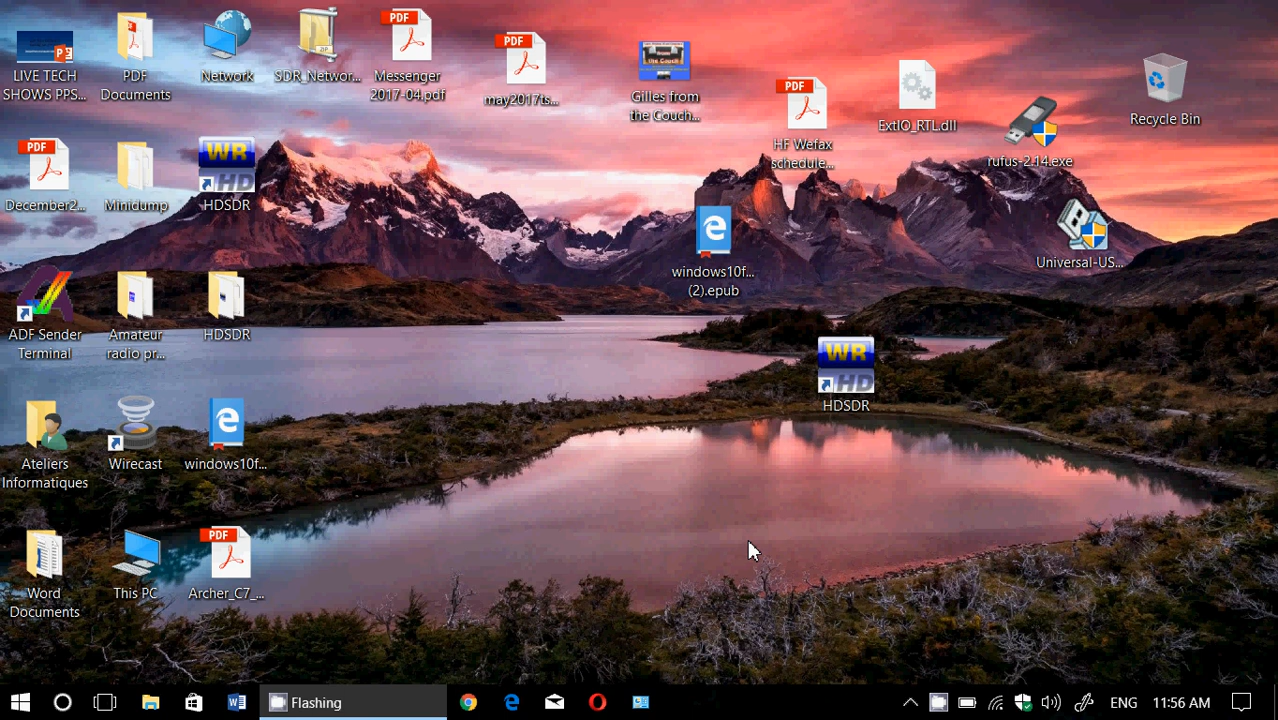 LIVE TECH
SHOWS PPS...
PDF
Documents
Network
SDR_Networ...
PDF
Messenger
2017-04.pdf
PDF
may2017ts...
Gilles from
the Couch...
PDF
HF Wefax
schedule...
ExtIO_RTL.dll
rufus-2.14.exe
Recycle Bin
PDF
December2...
Minidump
WR
HD
HDSDR
windows10f...
(2).epub
Universal-US...
ADF Sender
Terminal
Amateur
radio pr...
HDSDR
WR
HD
HDSDR
Ateliers
Informatiques
Wirecast
windows10f...
Word
Documents
This PC
PDF
Archer_C7_...
Flashing
ENG
11:56 AM